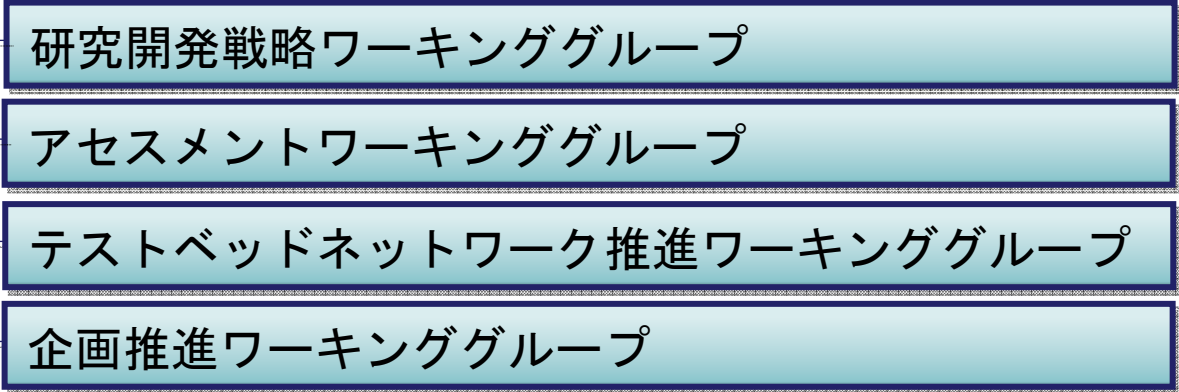 研究開発戦略ワーキンググループ
アセスメントワーキンググループ
テストベッドネットワーク推進ワーキンググループ
企画推進ワーキンググループ